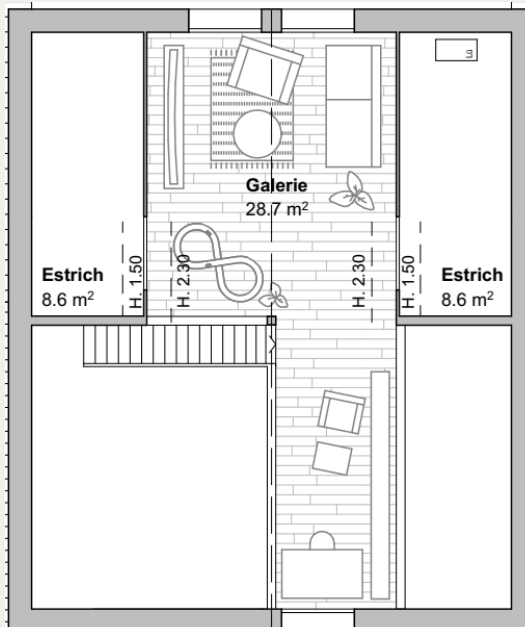 Galerie
28.7 m²
Estrich
8.6 m²
H. 1.50
H. 2.30
H. 2.30
H. 1.50
Estrich
8.6 m²